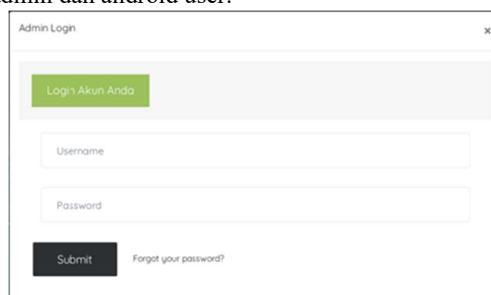 admin dan android user.
Admin Login
×
Login Akun Anda
Username
Password
Submit Forgot your password?